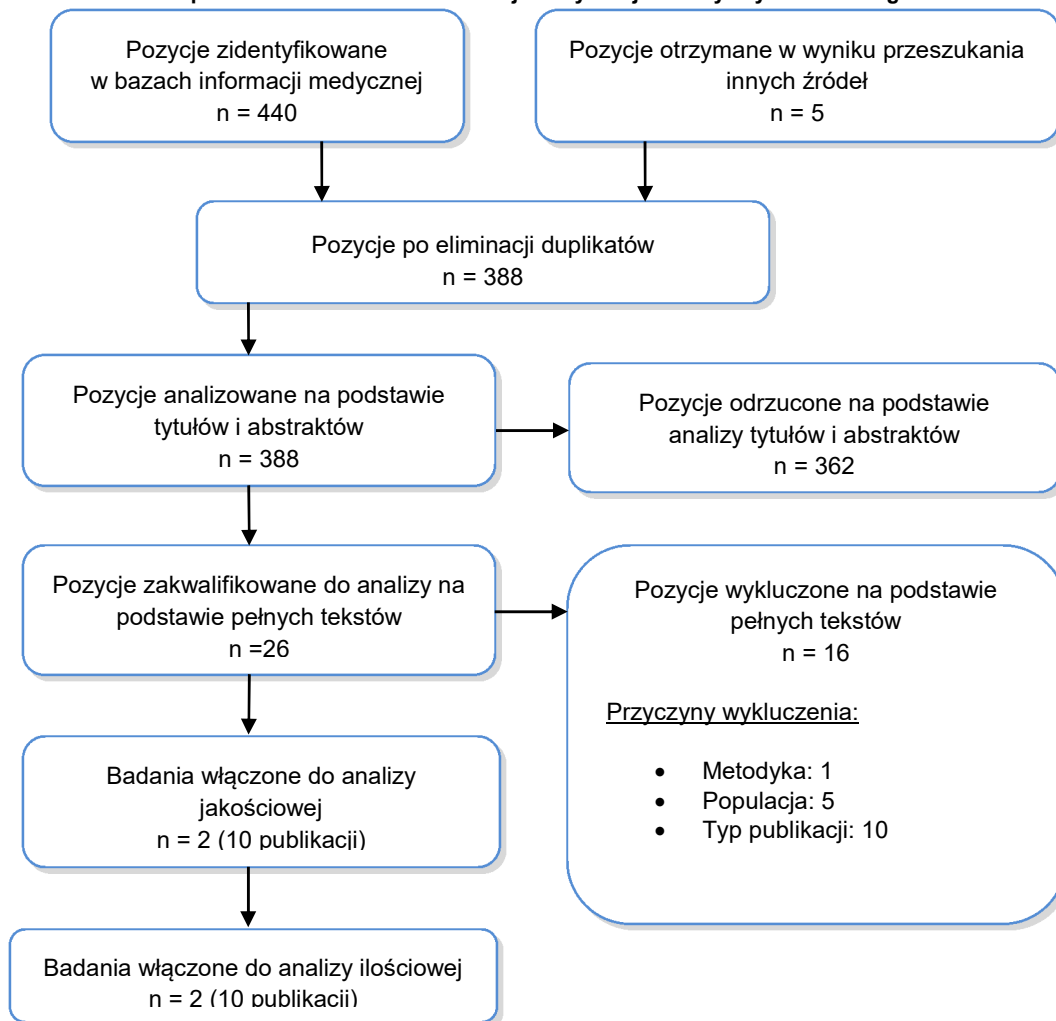 Pozycje zidentyfikowane
w bazach informacji medycznej
n = 440
Pozycje otrzymane w wyniku przeszukania
innych źródeł
n = 5
Pozycje po eliminacji duplikatów
n = 388
Pozycje analizowane na podstawie
tytułów i abstraktów
n = 388
Pozycje odrzucone na podstawie
analizy tytułów i abstraktów
n = 362
Pozycje zakwalifikowane do analizy na
podstawie pełnych tekstów
n =26
Pozycje wykluczone na podstawie
pełnych tekstów
n = 16
Przyczyny wykluczenia:
• Metodyka: 1
• Populacja: 5
• Typ publikacji: 10
Badania włączone do analizy
jakościowej
n = 2 (10 publikacji)
Badania włączone do analizy ilościowej
n = 2 (10 publikacji)